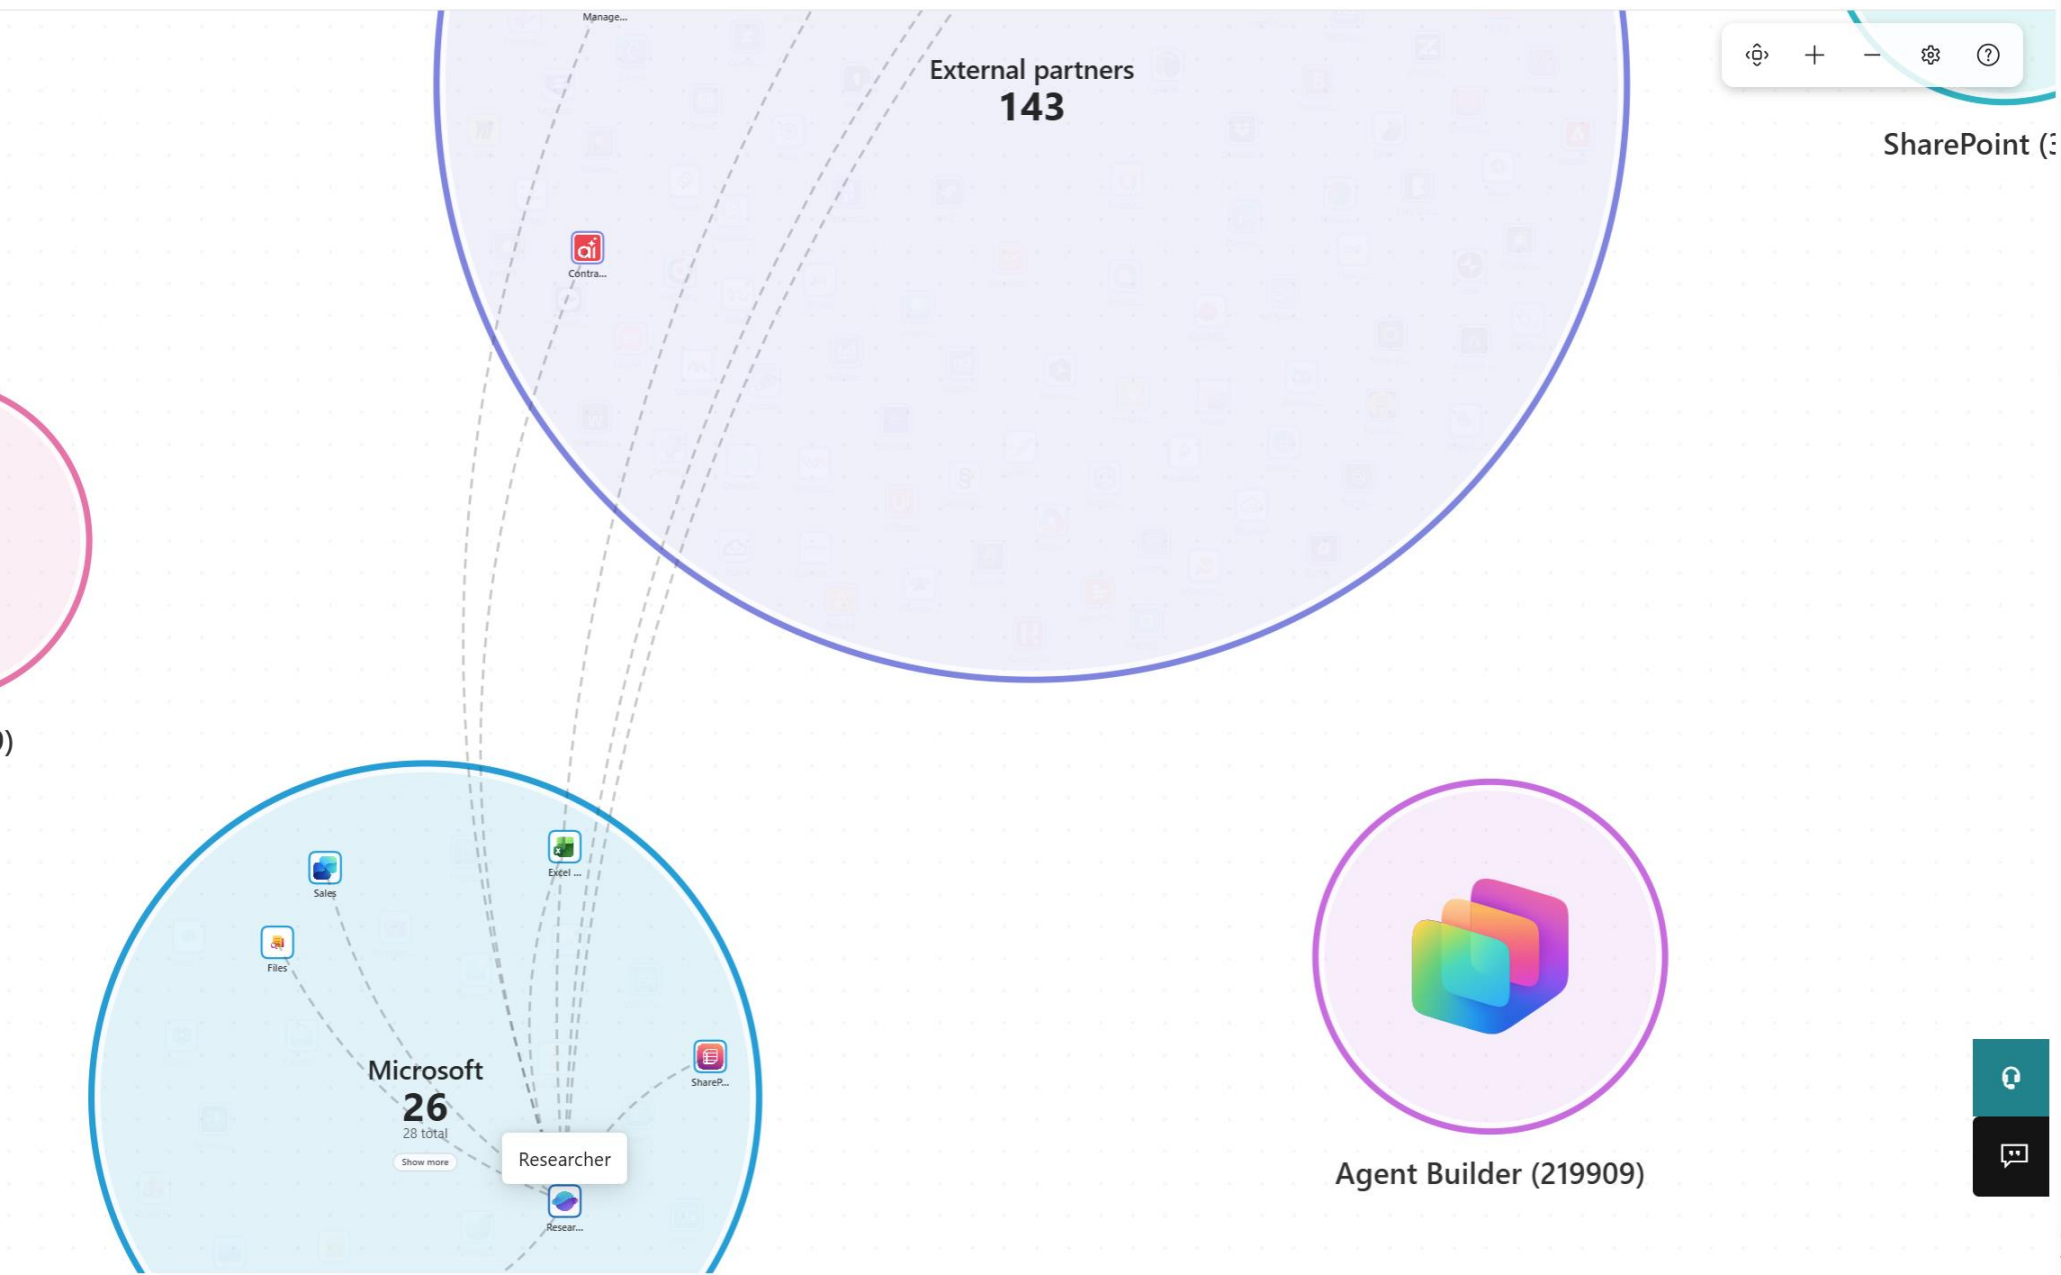 Manage...
External partners
143
SharePoint (3
Contra...
9)
Excel ...
Sales
Files
Microsoft
26
28 total
Show more
ShareP...
Researcher
Resear...
Agent Builder (219909)